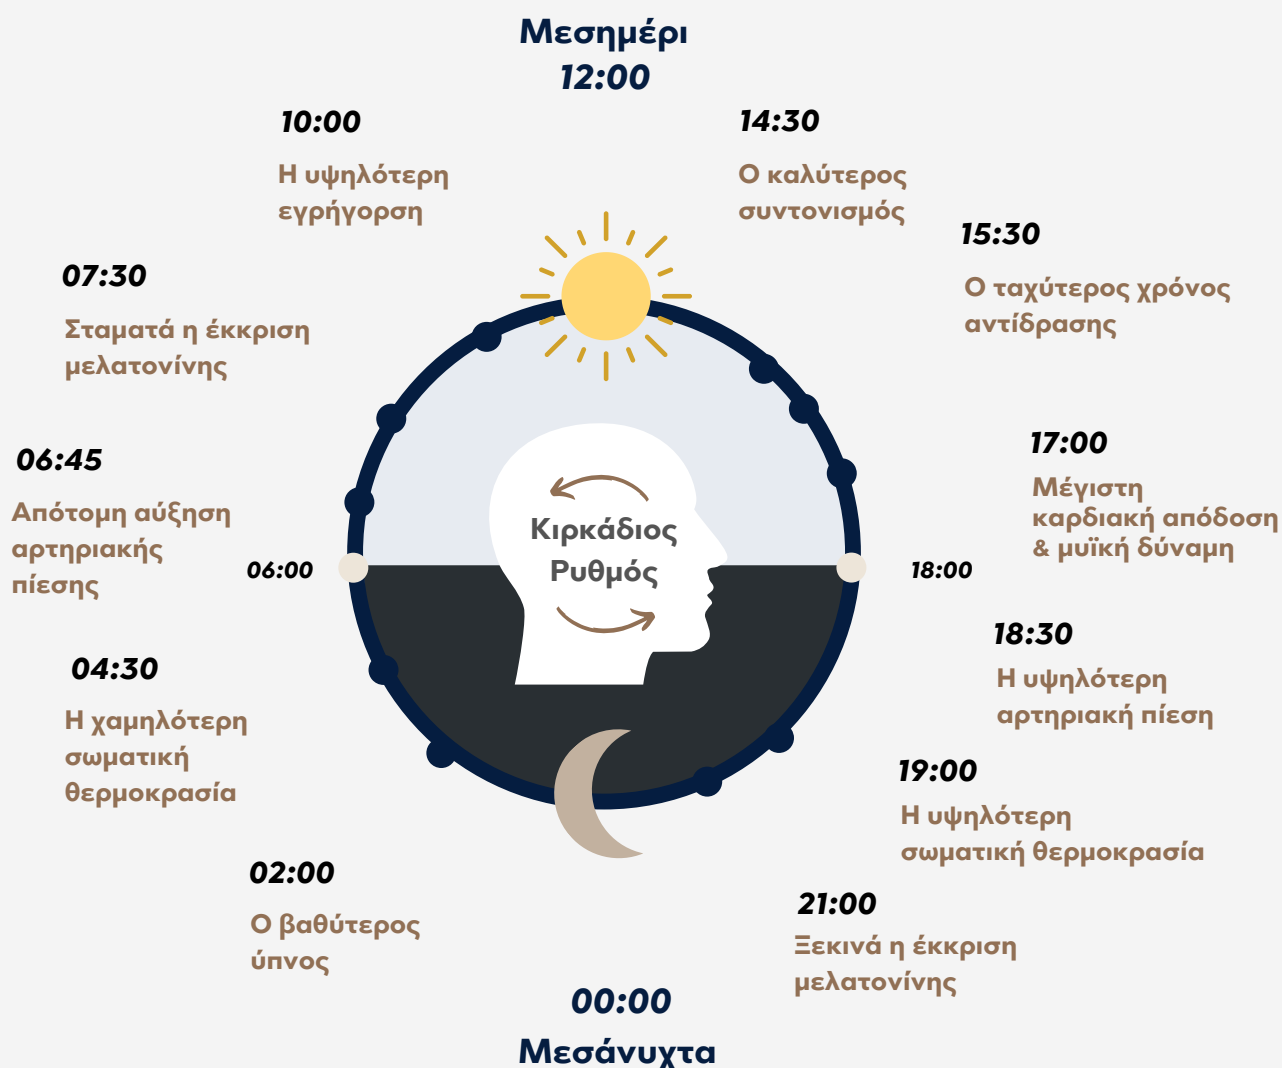 Μεσημέρι
12:00
10:00
Η υψηλότερη
εγρήγορση
14:30
Ο καλύτερος
συντονισμός
15:30
Ο ταχύτερος χρόνος
αντίδρασης
07:30
Σταματά η έκκριση
μελατονίνης
17:00
Μέγιστη
καρδιακή απόδοση
& μυϊκή δύναμη
06:45
Απότομη αύξηση
αρτηριακής
πίεσης
Κιρκάδιος
Ρυθμός
06:00
18:00
18:30
Η υψηλότερη
αρτηριακή πίεση
04:30
Η χαμηλότερη
σωματική
θερμοκρασία
19:00
Η υψηλότερη
σωματική θερμοκρασία
02:00
Ο βαθύτερος
ύπνος
21:00
Ξεκινά η έκκριση
μελατονίνης
00:00
Μεσάνυχτα